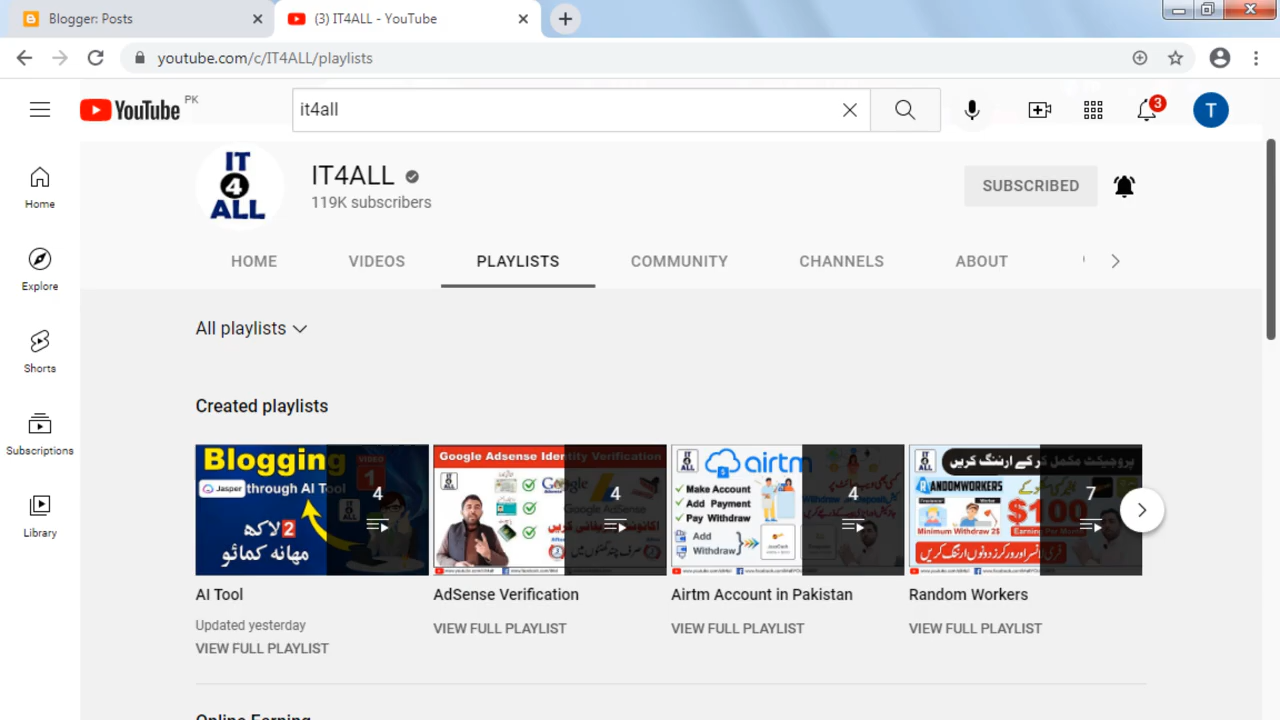 Blogger: Posts
(3) IT4ALL - YouTube
youtube.com/c/IT4ALL/playlists
YouTube PK
it4all
3
T
Home
Explore
Shorts
Subscriptions
Library
IT
4
ALL
IT4ALL
119K subscribers
SUBSCRIBED
HOME
VIDEOS
PLAYLISTS
COMMUNITY
CHANNELS
ABOUT
All playlists
Created playlists
Blogging
VIDEO
1
Jasper through AI Tool
2 لاکھ
مهانه کمائو
4
AI Tool
Updated yesterday
VIEW FULL PLAYLIST
Google Adsense Identity Verification
4
AdSense Verification
VIEW FULL PLAYLIST
airtm
Make Account
Add Payment
Pay Withdraw
Add
Withdraw
4
Airtm Account in Pakistan
VIEW FULL PLAYLIST
پروجیکٹ مکمل کر کے ارننگ کریں
RANDOMWORKERS
$100
Minimum Withdraw 2$
7
Random Workers
VIEW FULL PLAYLIST
Online Earning